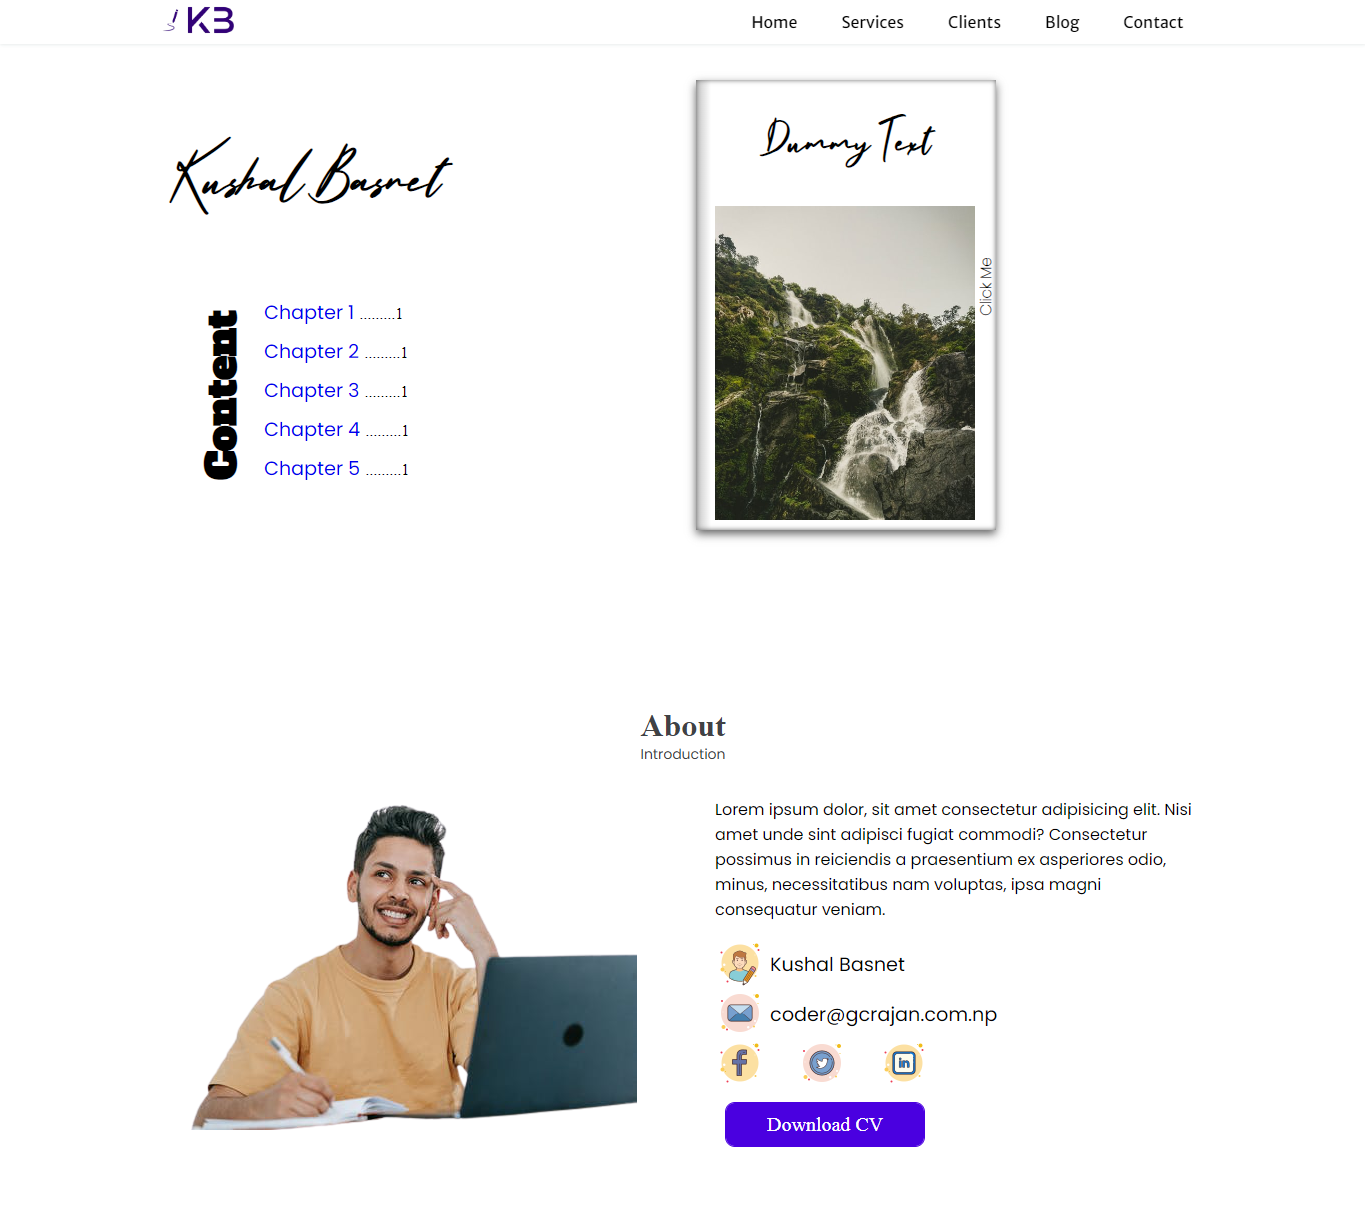 KB
Home Services Clients Blog Contact
Kushal Basnet
Content
Chapter 1 .........1
Chapter 2 .........1
Chapter 3 .........1
Chapter 4 .........1
Chapter 5 .........1
Dummy Text
Click Me
About
Introduction
Lorem ipsum dolor, sit amet consectetur adipisicing elit. Nisi
amet unde sint adipisci fugiat commodi? Consectetur
possimus in reiciendis a praesentium ex asperiores odio,
minus, necessitatibus nam voluptas, ipsa magni
consequatur veniam.
Kushal Basnet
coder@gcrajan.com.np
Download CV